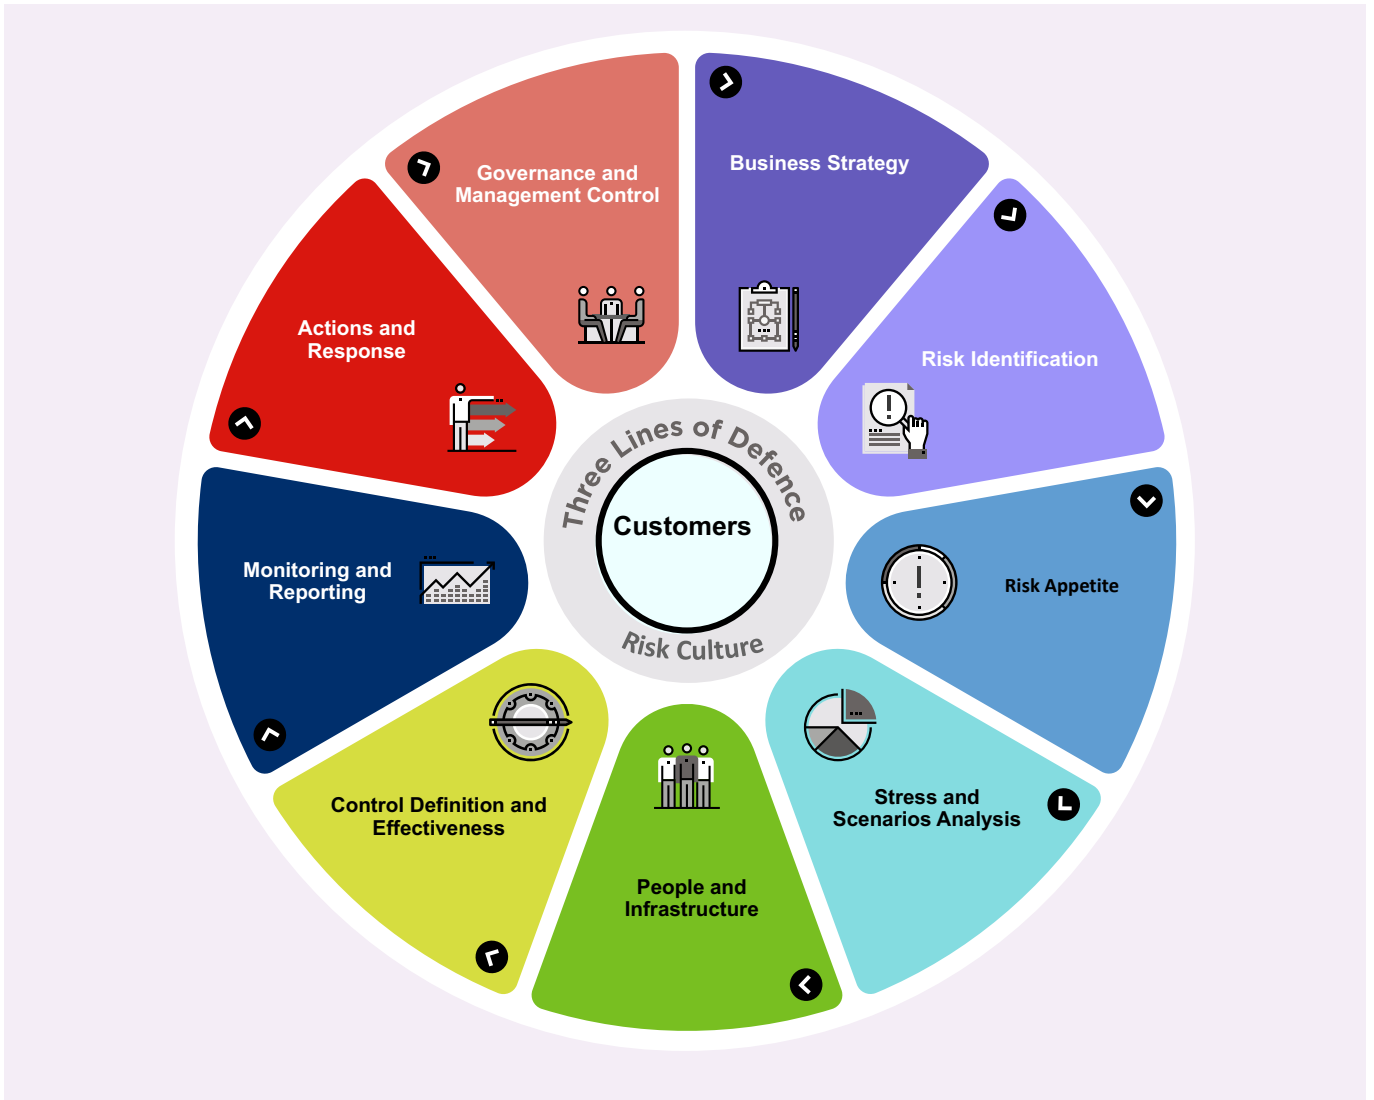 Business Strategy
Risk Identification
Risk Appetite
Stress and
Scenarios Analysis
People and
Infrastructure
Control Definition and
Effectiveness
Monitoring and
Reporting
Actions and
Response
Governance and
Management Control
Three Lines of Defence
Customers
Risk Culture